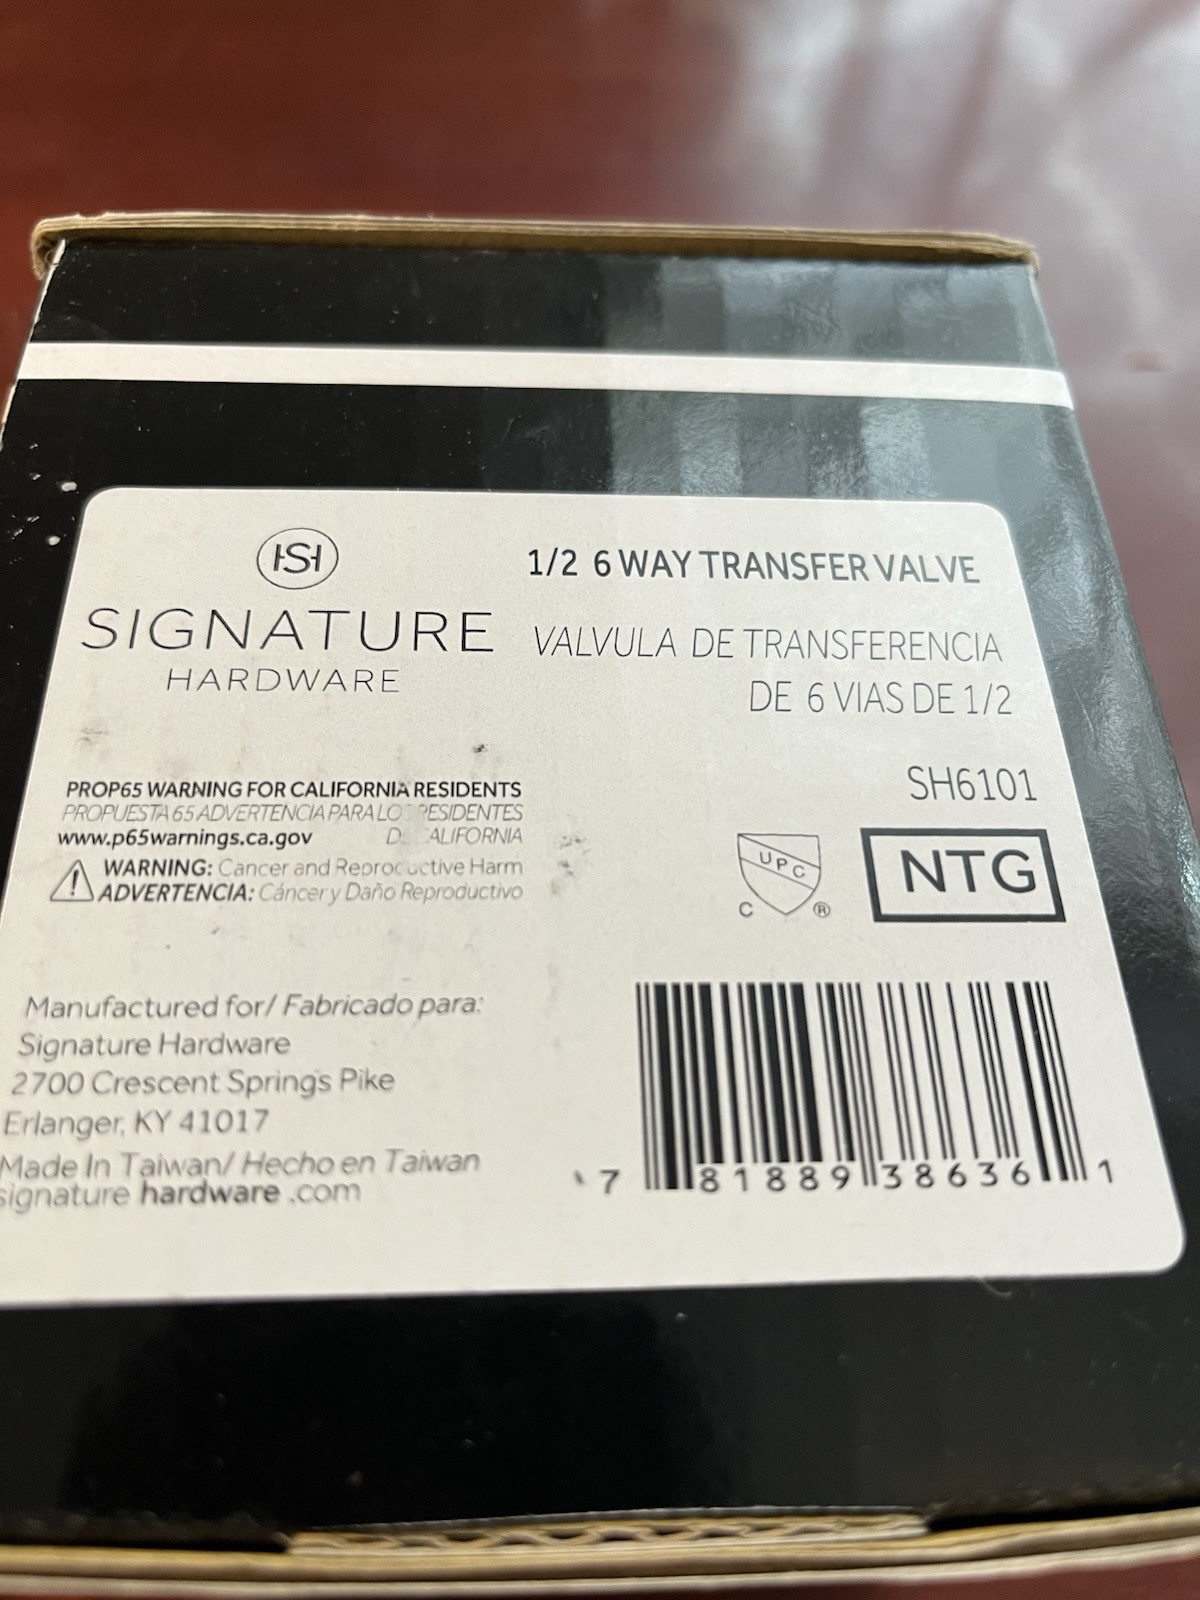 HSH
SIGNATURE
HARDWARE
1/2 6 WAY TRANSFER VALVE
VALVULA DE TRANSFERENCIA
DE 6 VIAS DE 1/2
SH6101
UPC
C ®
NTG
PROP65 WARNING FOR CALIFORNIA RESIDENTS
PROPUESTA 65 ADVERTENCIA PARA LOS RESIDENTES
DE CALIFORNIA
www.p65warnings.ca.gov
WARNING: Cancer and Reproductive Harm
ADVERTENCIA: Cáncer y Daño Reproductivo
Manufactured for/ Fabricado para:
Signature Hardware
2700 Crescent Springs Pike
Erlanger, KY 41017
Made In Taiwan/ Hecho en Taiwan
signature hardware .com
7 81889 38636 1